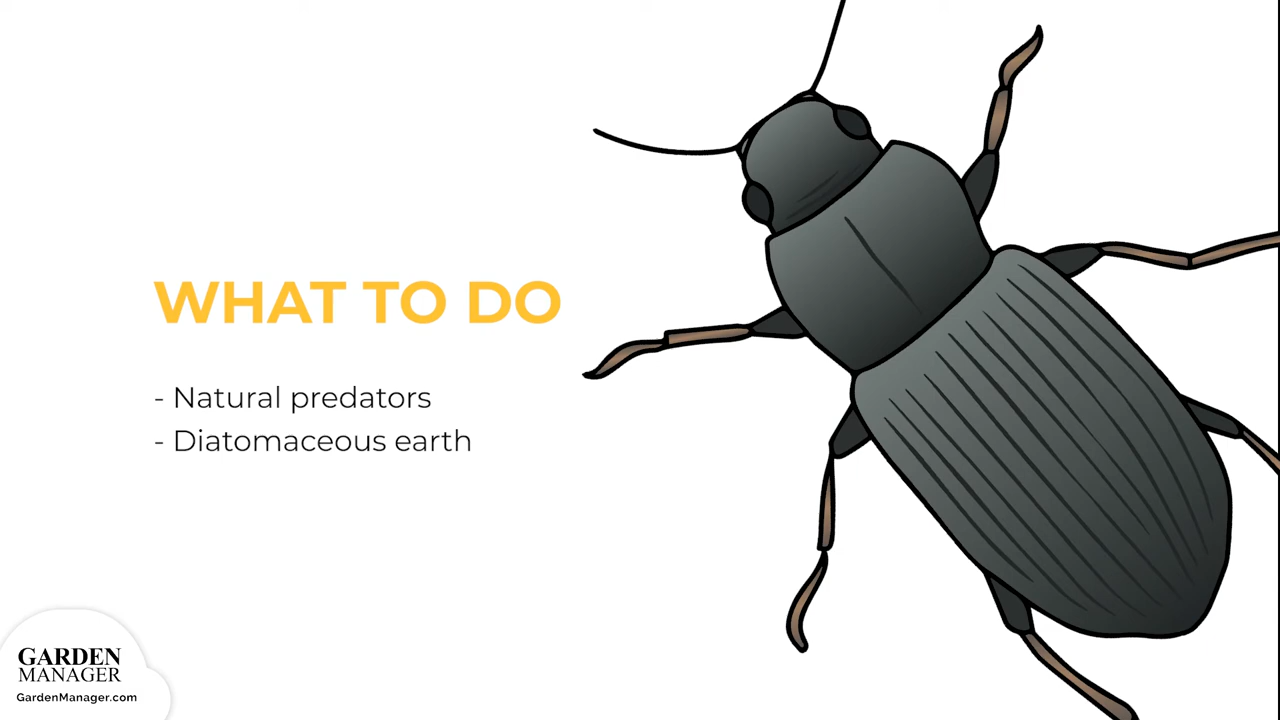 WHAT TO DO
- Natural predators
- Diatomaceous earth
GARDEN
MANAGER
GardenManager.com